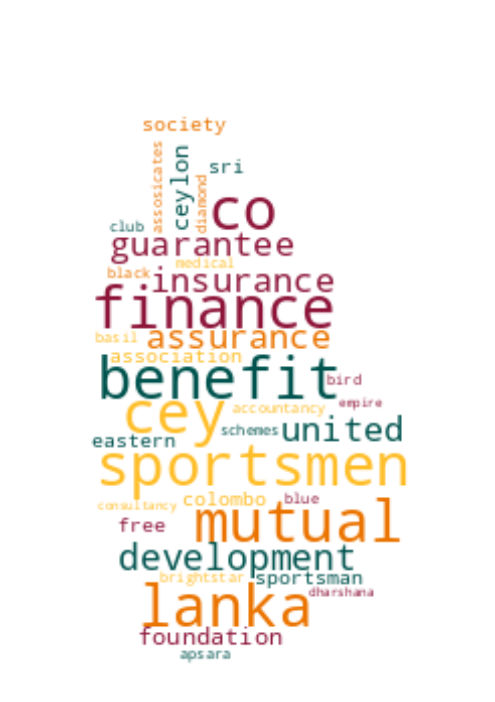 society
assosicates
ceylon
diamond
sri
co
club
guarantee
medical
black
insurance
finance
basil
assurance
association
benefit
bird
cey
empire
accountancy
schemes
united
eastern
sportsmen
colombo
blue
consultancy
mutual
free
development
brightstar
sportsman
lanka
dharshana
foundation
apsara